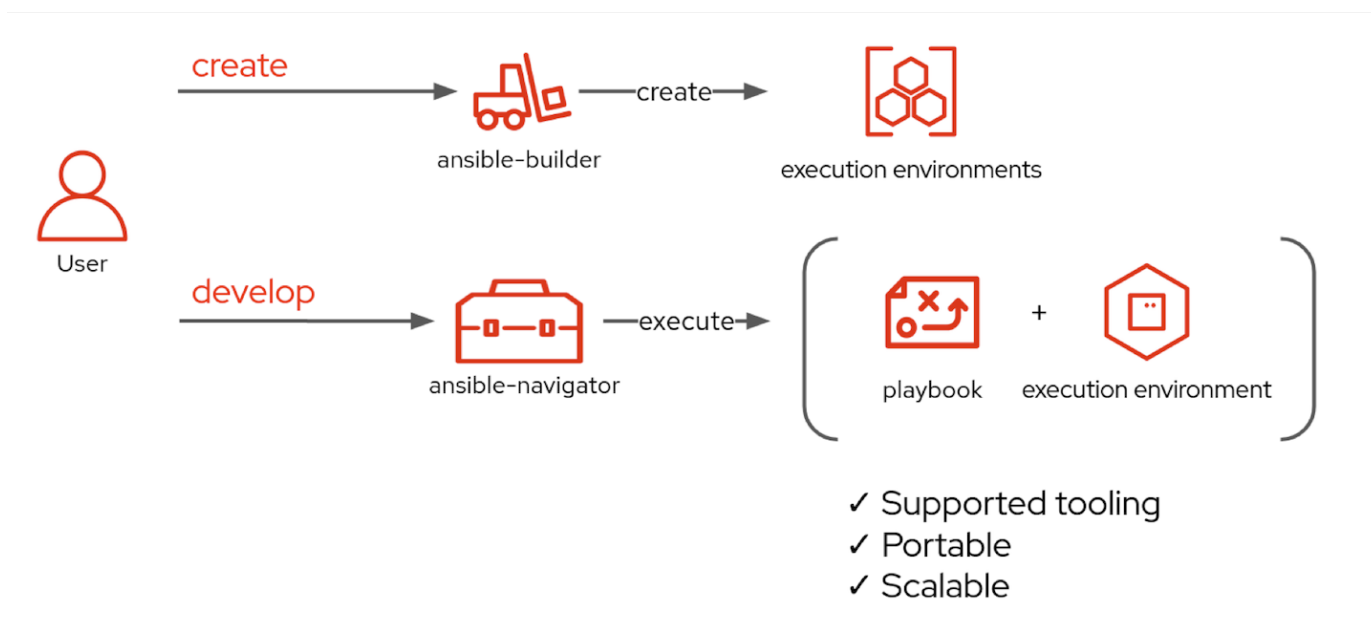 create
create
ansible-builder
execution environments
User
develop
execute
ansible-navigator
+
playbook
execution environment
✓ Supported tooling
✓ Portable
✓ Scalable